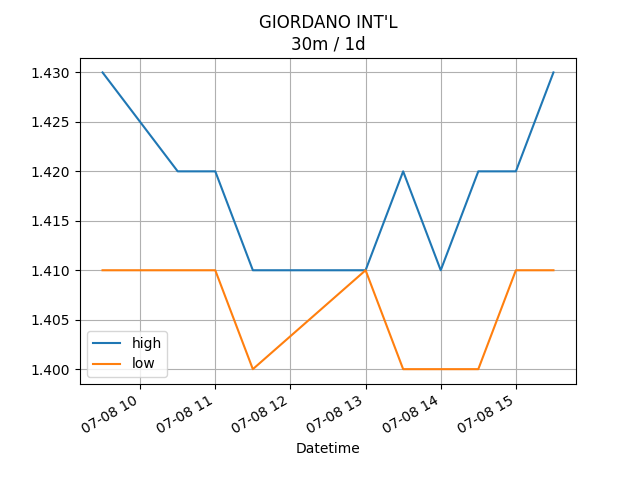 GIORDANO INT'L
30m / 1d
1.430
1.425
1.420
1.415
1.410
1.405
1.400
high
low
07-08 10
07-08 11
07-08 12
07-08 13
07-08 14
07-08 15
Datetime